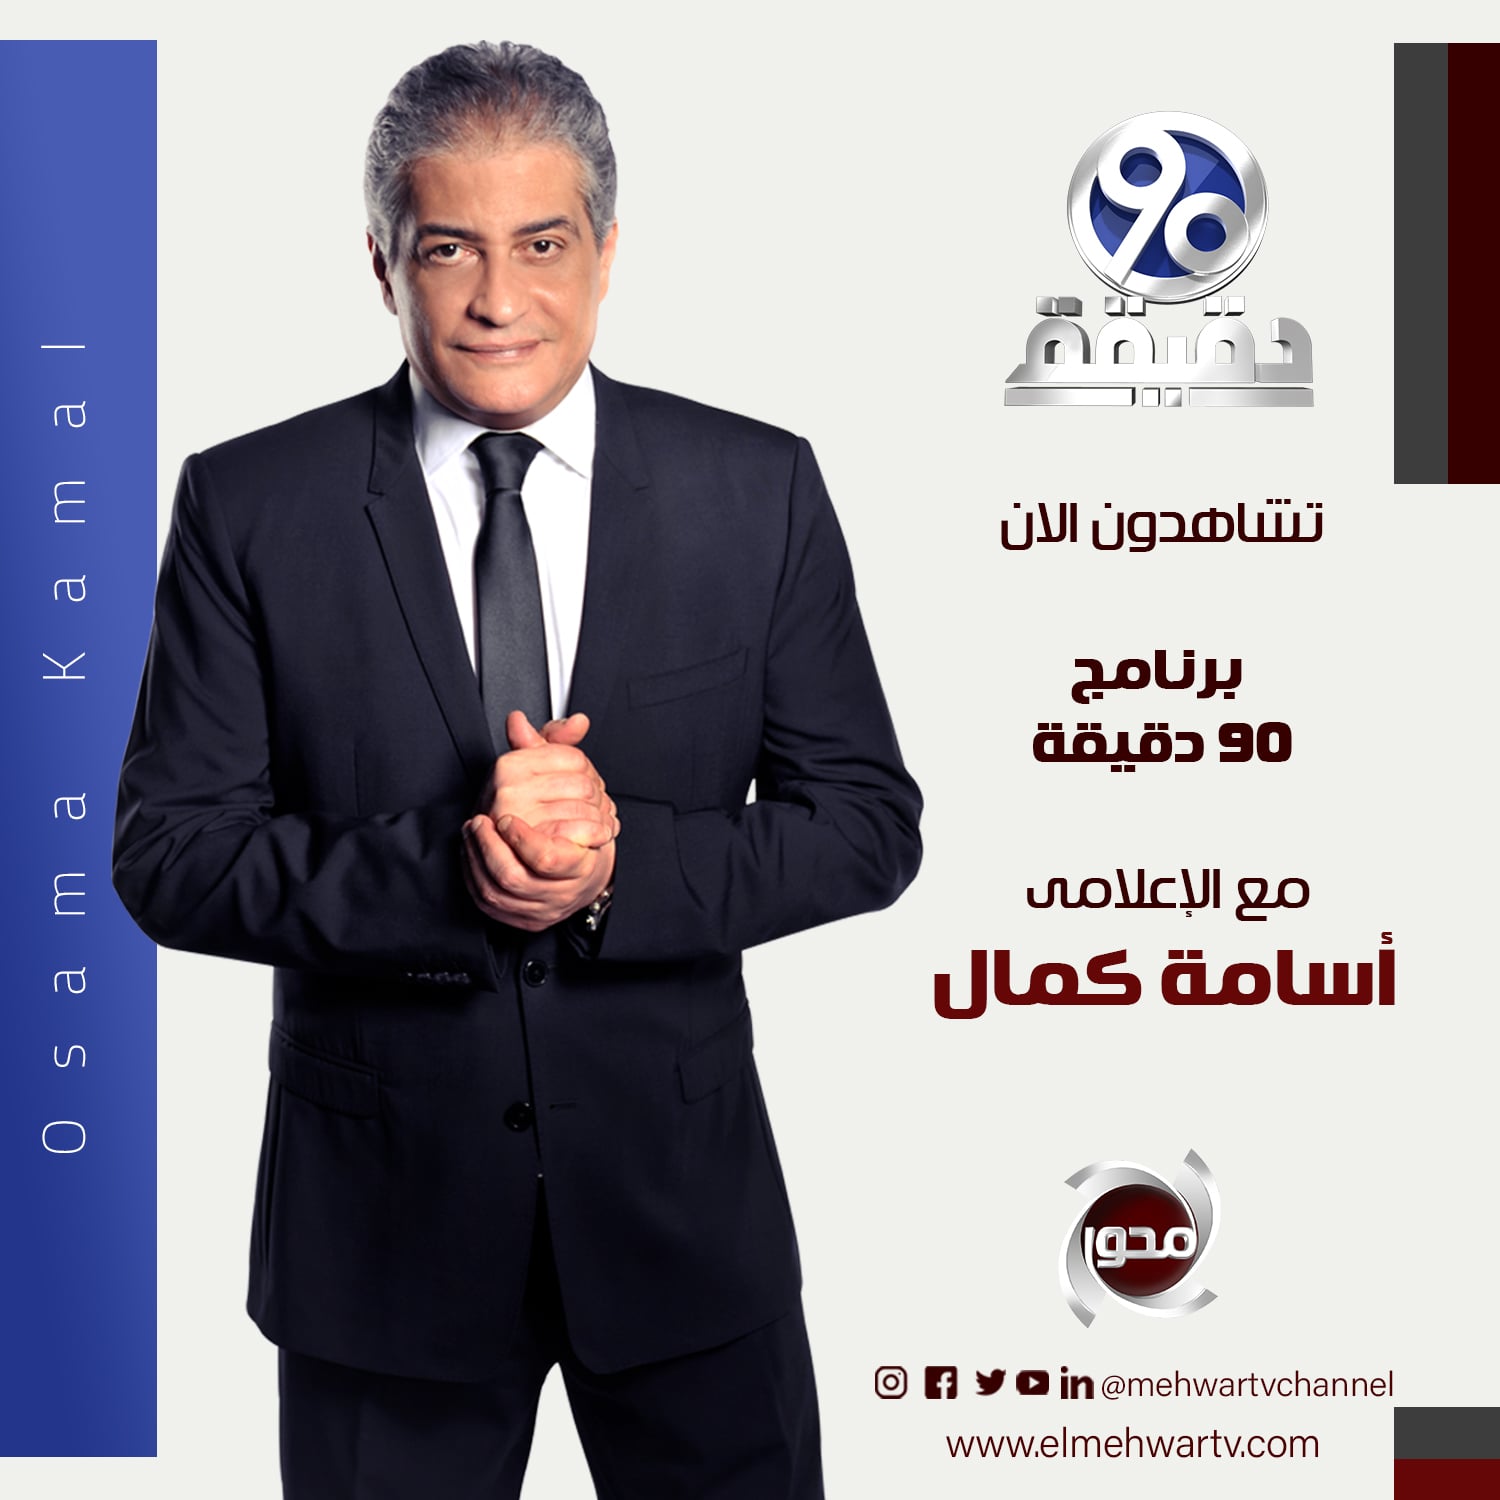 Osama Kamal
90
دقيقة
تشاهدون الان
برنامج
90 دقيقة
مع الإعلامى
أسامة كمال
محور
@mehwartvchannel
www.elmehwartv.com